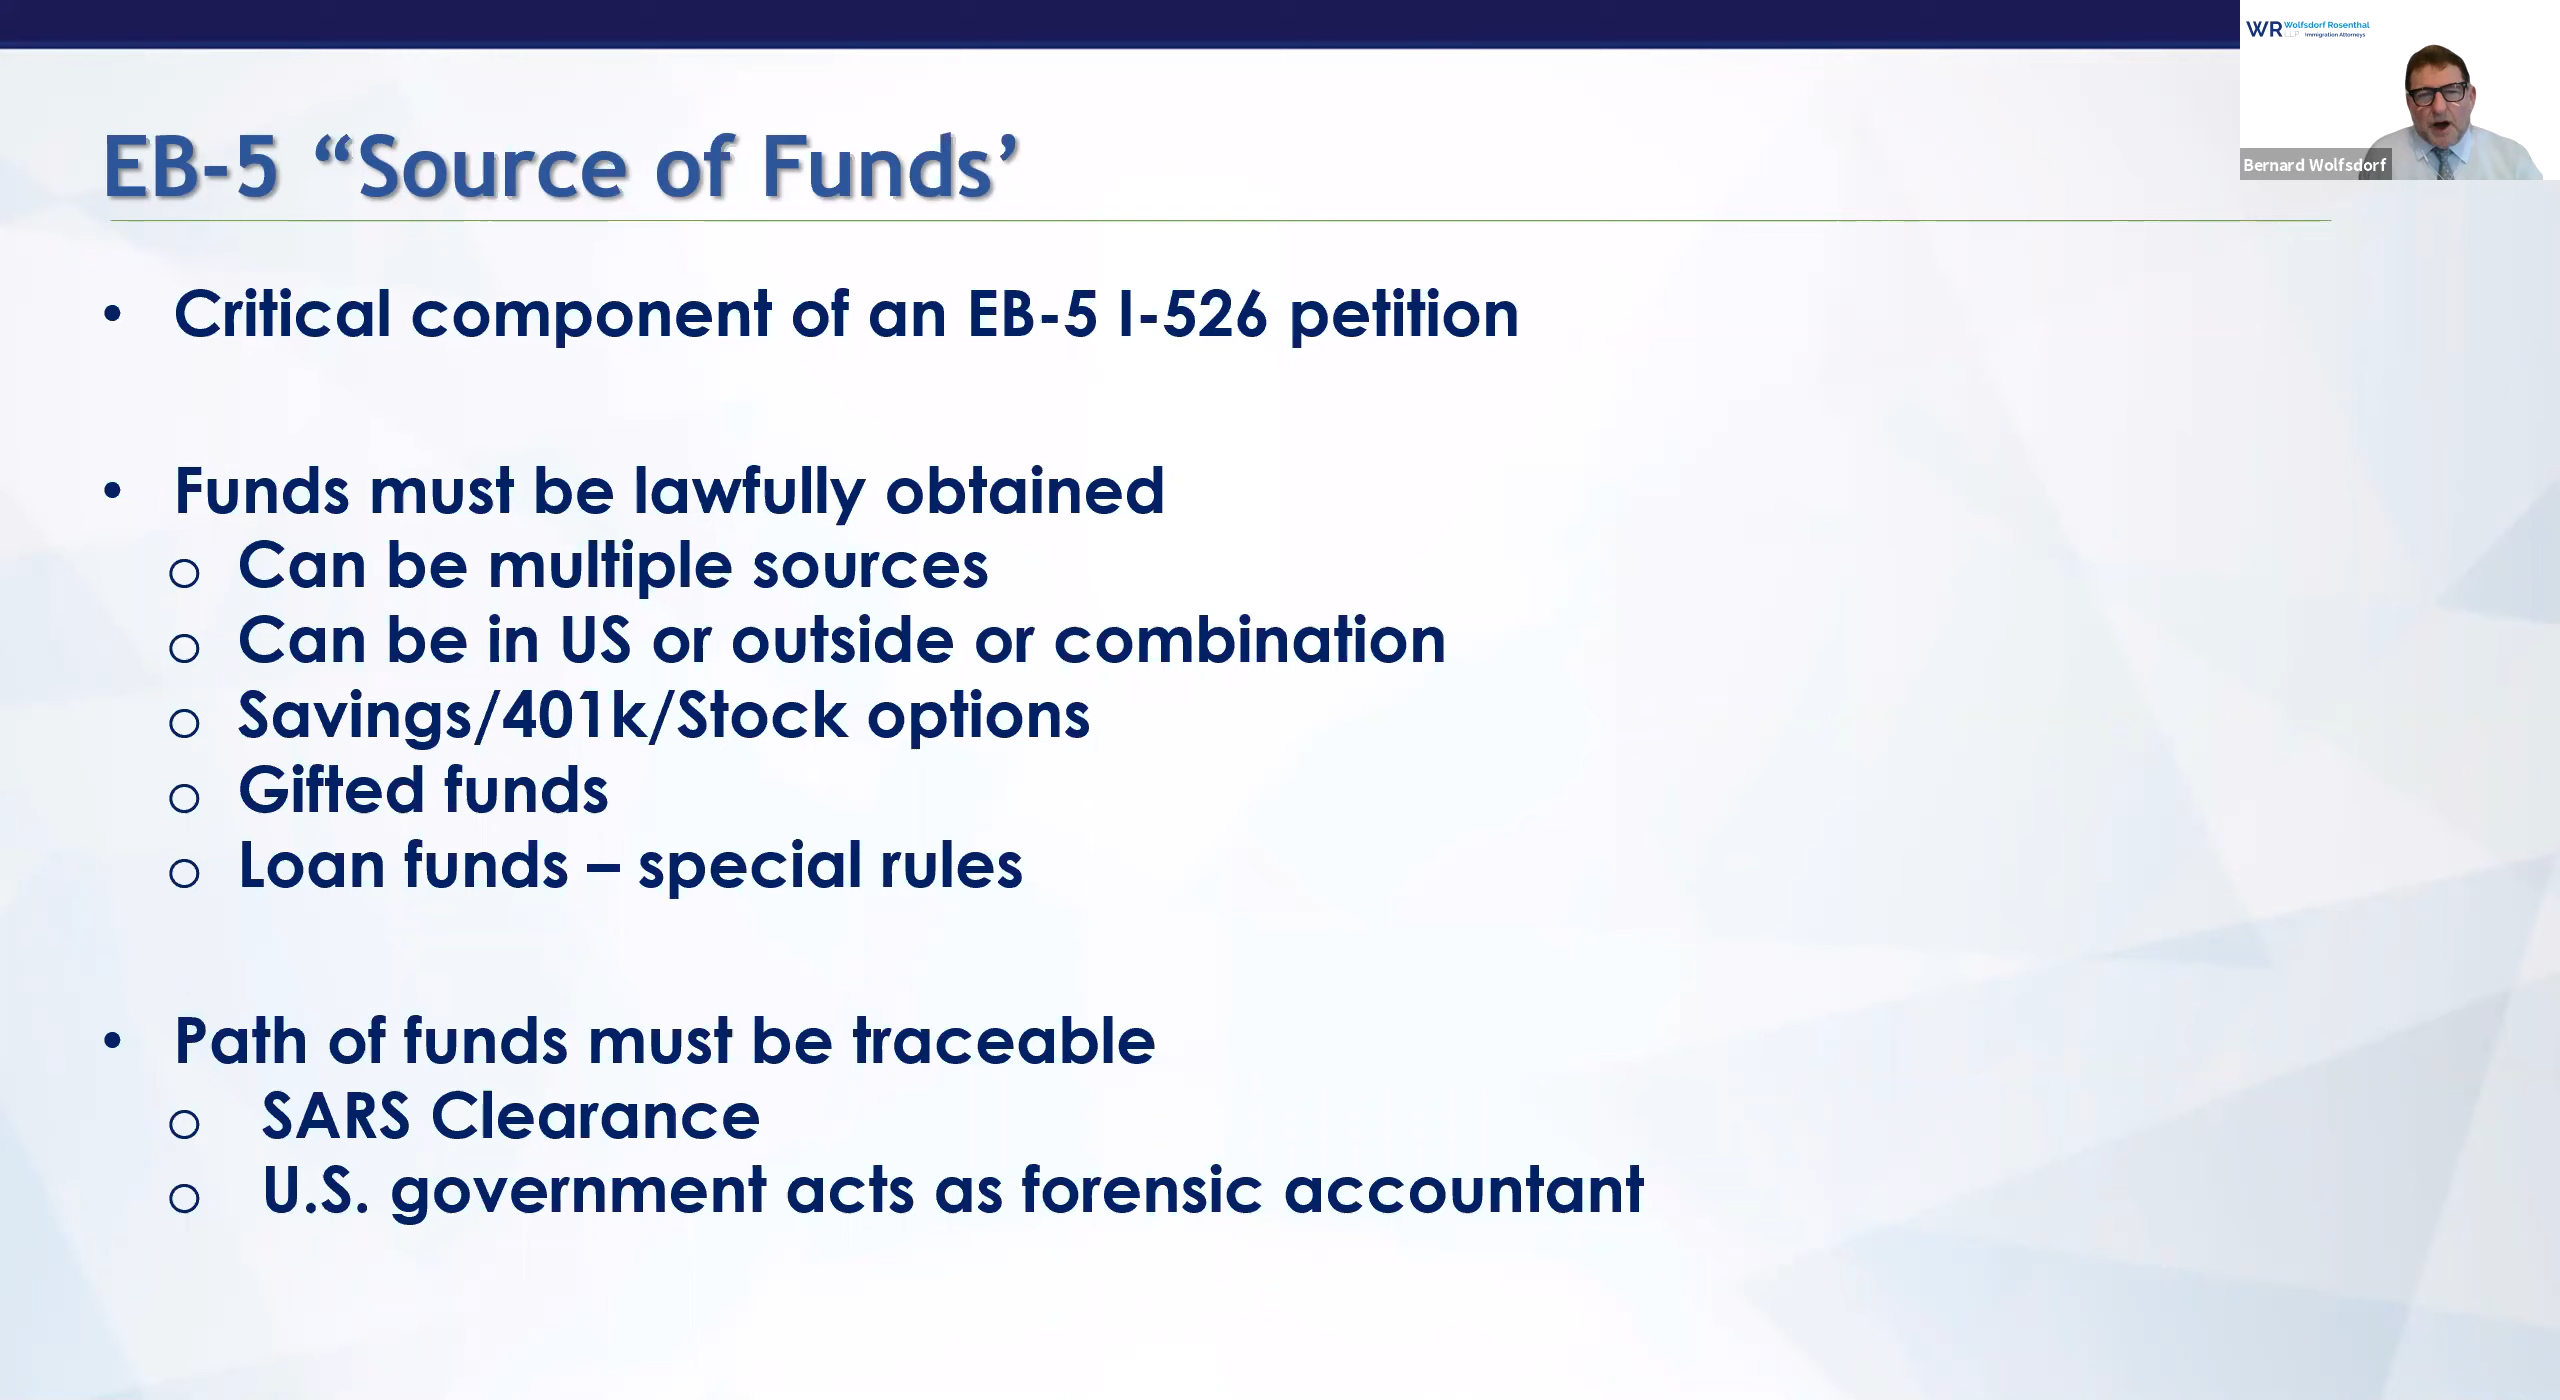 WR Wolfsdorf Rosenthal
LLP Immigration Attorneys
Bernard Wolfsdorf
EB-5 “Source of Funds’
• Critical component of an EB-5 I-526 petition
• Funds must be lawfully obtained
o Can be multiple sources
o Can be in US or outside or combination
o Savings/401k/Stock options
o Gifted funds
o Loan funds – special rules
• Path of funds must be traceable
o SARS Clearance
o U.S. government acts as forensic accountant